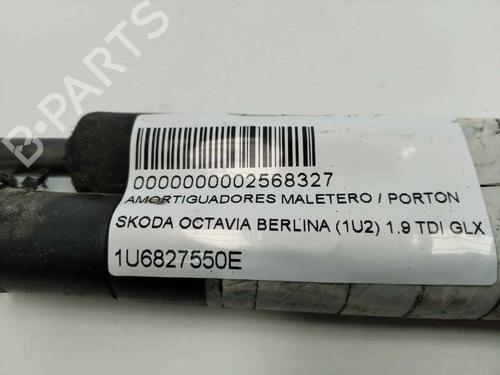 B-PARTS
0000000002568327
AMORTIGUADORES MALETERO / PORTON
SKODA OCTAVIA BERLINA (1U2) 1.9 TDI GLX
1U6827550E